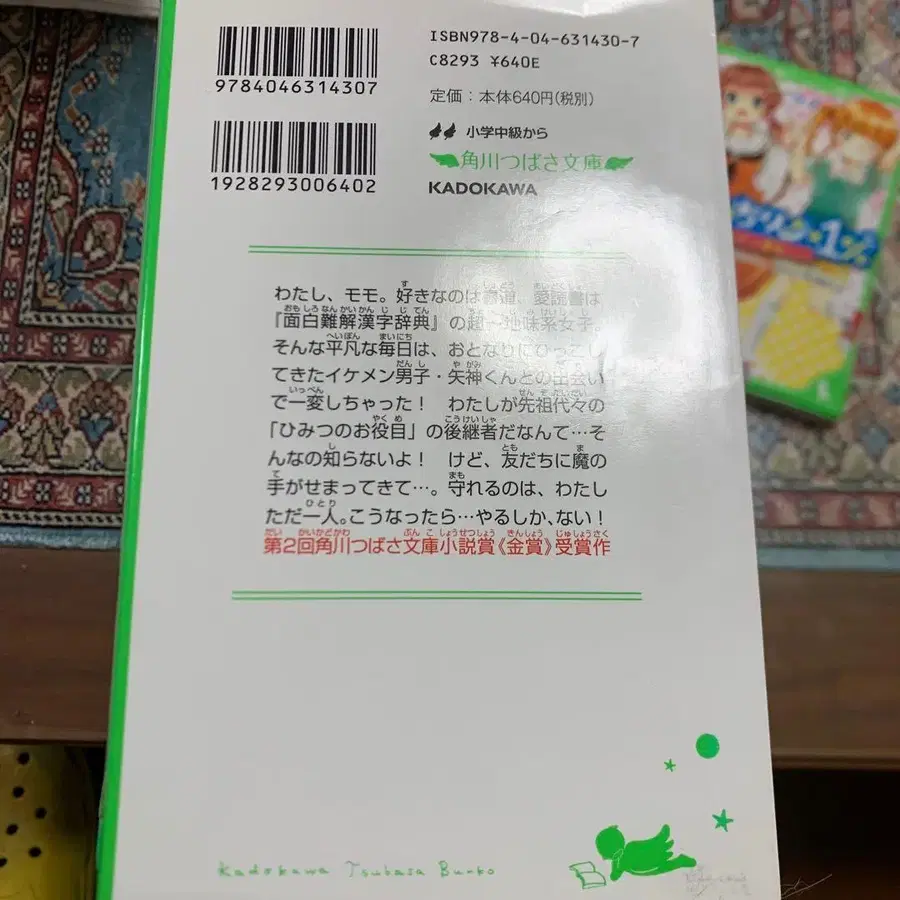 ISBN978-4-04-631430-7
C8293 ¥640E
9784046314307
定価：本体640円(税別)
小学中級から
角川つばさ文庫
KADOKAWA
1928293006402
わたし、モモ。好きなのは書道、愛読書は
『面白難解漢字辞典』の超・地味系女子。
そんな平凡な毎日は、おとなりにひっこし
てきたイケメン男子・矢神くんとの出会い
で一変しちゃった！　わたしが先祖代々の
「ひみつのお役目」の後継者だなんて…そ
んなの知らないよ！　けど、友だちに魔の
手がせまってきて…。守れるのは、わたし
ただ一人。こうなったら…やるしか、ない！
第2回角川つばさ文庫小説賞《金賞》受賞作
Kadokawa Tsubasa Bunko